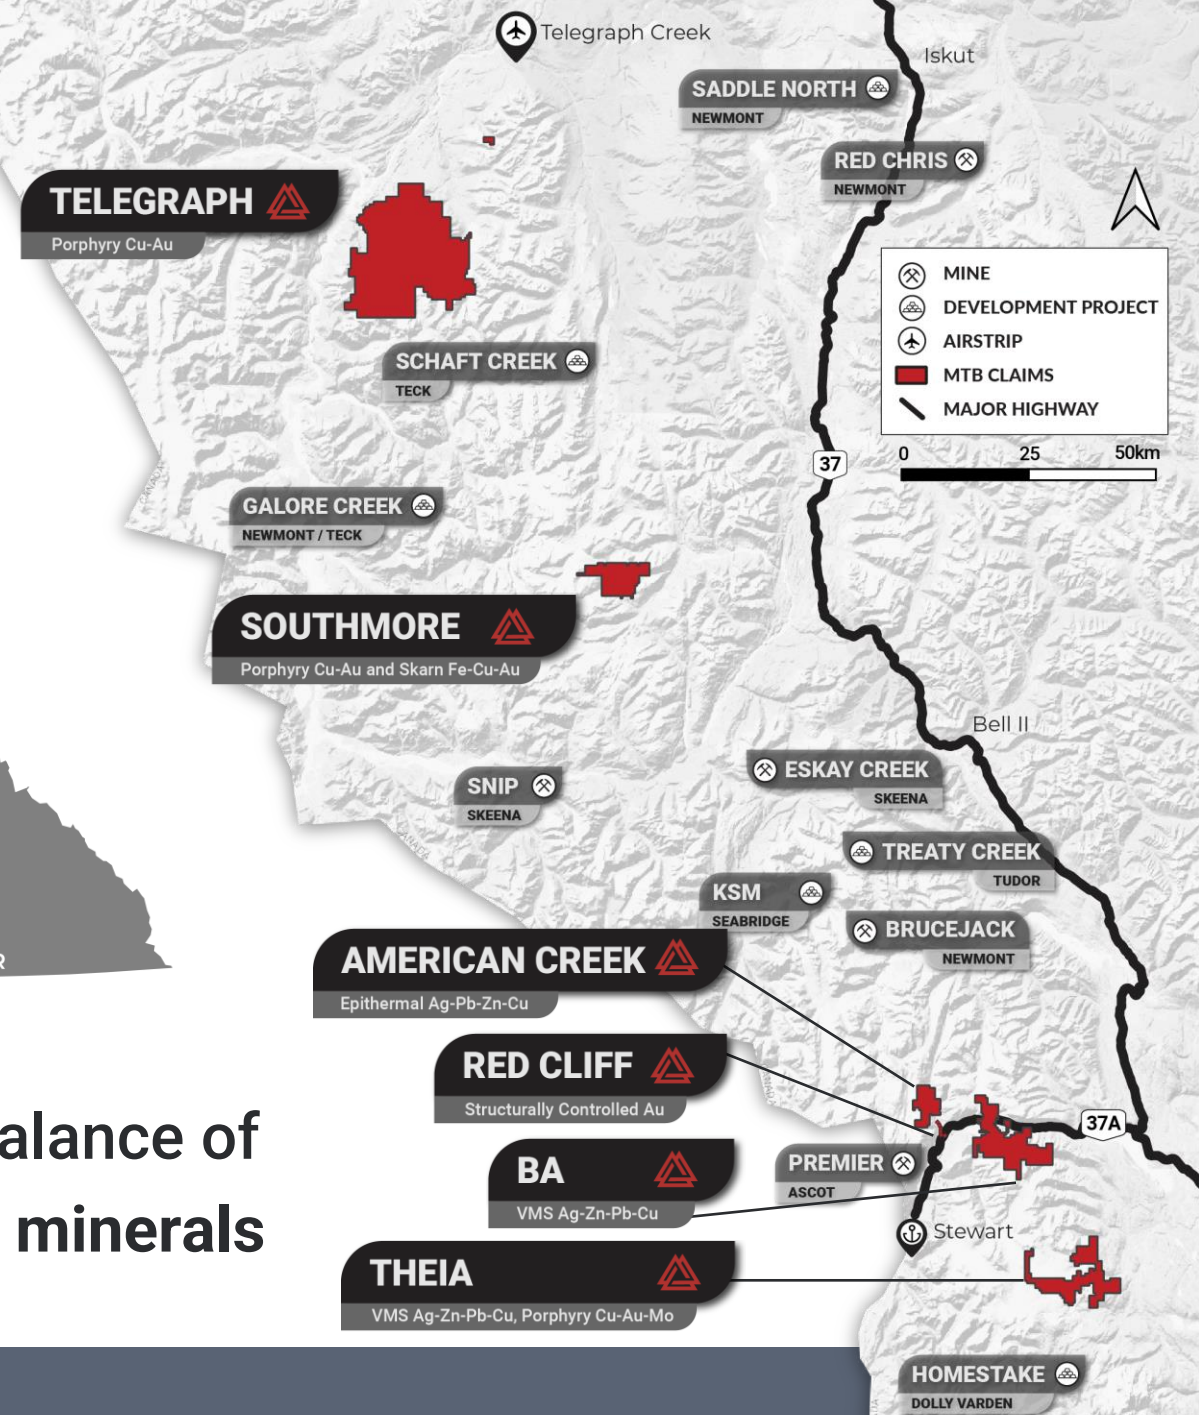 Telegraph Creek
Iskut
SADDLE NORTH
NEWMONT
RED CHRIS
NEWMONT
TELEGRAPH
Porphyry Cu-Au
MINE
DEVELOPMENT PROJECT
AIRSTRIP
MTB CLAIMS
MAJOR HIGHWAY
0 25 50km
SCHAFT CREEK
TECK
37
GALORE CREEK
NEWMONT / TECK
SOUTHMORE
Porphyry Cu-Au and Skarn Fe-Cu-Au
Bell II
ESKAY CREEK
SKEENA
SNIP
SKEENA
TREATY CREEK
TUDOR
KSM
SEABRIDGE
BRUCEJACK
NEWMONT
R
AMERICAN CREEK
Epithermal Ag-Pb-Zn-Cu
RED CLIFF
Structurally Controlled Au
37A
alance of
minerals
BA
VMS Ag-Zn-Pb-Cu
PREMIER
ASCOT
Stewart
THEIA
VMS Ag-Zn-Pb-Cu, Porphyry Cu-Au-Mo
HOMESTAKE
DOLLY VARDEN